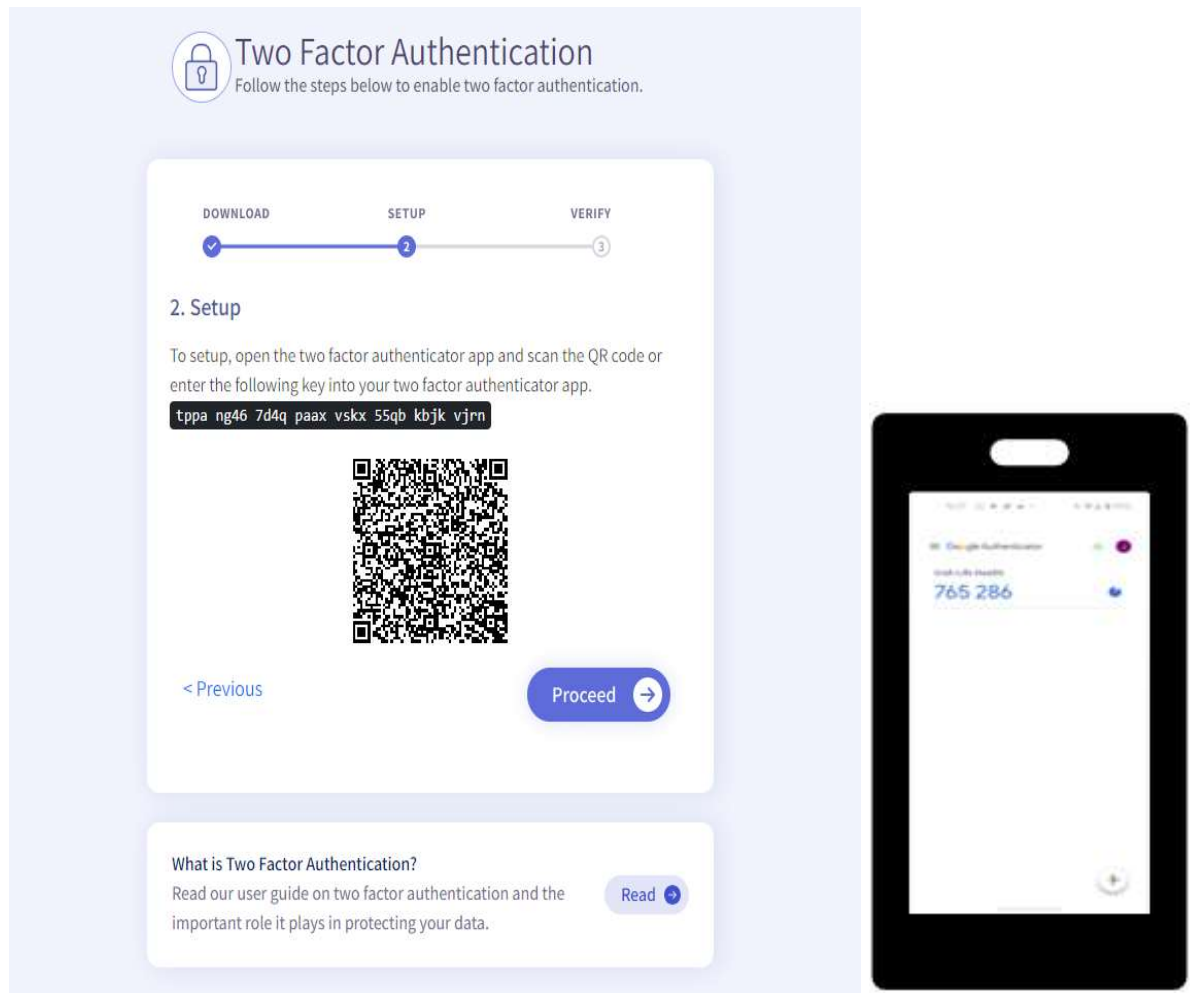 Two Factor Authentication
Follow the steps below to enable two factor authentication.
DOWNLOAD SETUP VERIFY
2 3
2. Setup
To setup, open the two factor authenticator app and scan the QR code or
enter the following key into your two factor authenticator app.
tppa ng46 7d4q paax vskx 55qb kbjk vjrn
< Previous
Proceed
What is Two Factor Authentication?
Read our user guide on two factor authentication and the
important role it plays in protecting your data.
Read
Google Authenticator
765 286